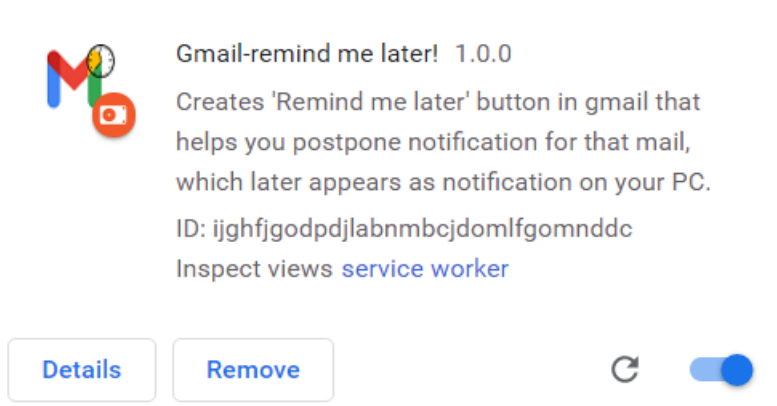 Gmail-remind me later! 1.0.0
Creates 'Remind me later' button in gmail that
helps you postpone notification for that mail,
which later appears as notification on your PC.
ID: ijghfjgodpdjlabnmbcjdomlfgomnddc
Inspect views service worker
Details Remove